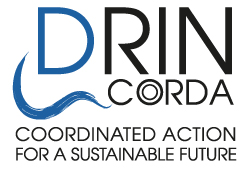 DRIN
CORDA
COORDINATED ACTION
FOR A SUSTAINABLE FUTURE